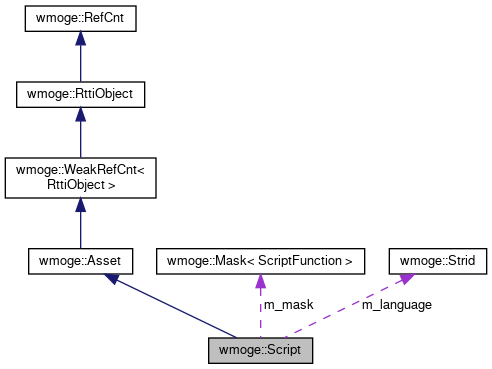 wmoge::RefCnt
wmoge::RttiObject
wmoge::WeakRefCnt<
RttiObject >
wmoge::Asset
wmoge::Mask< ScriptFunction >
wmoge::Strid
m_mask
m_language
wmoge::Script